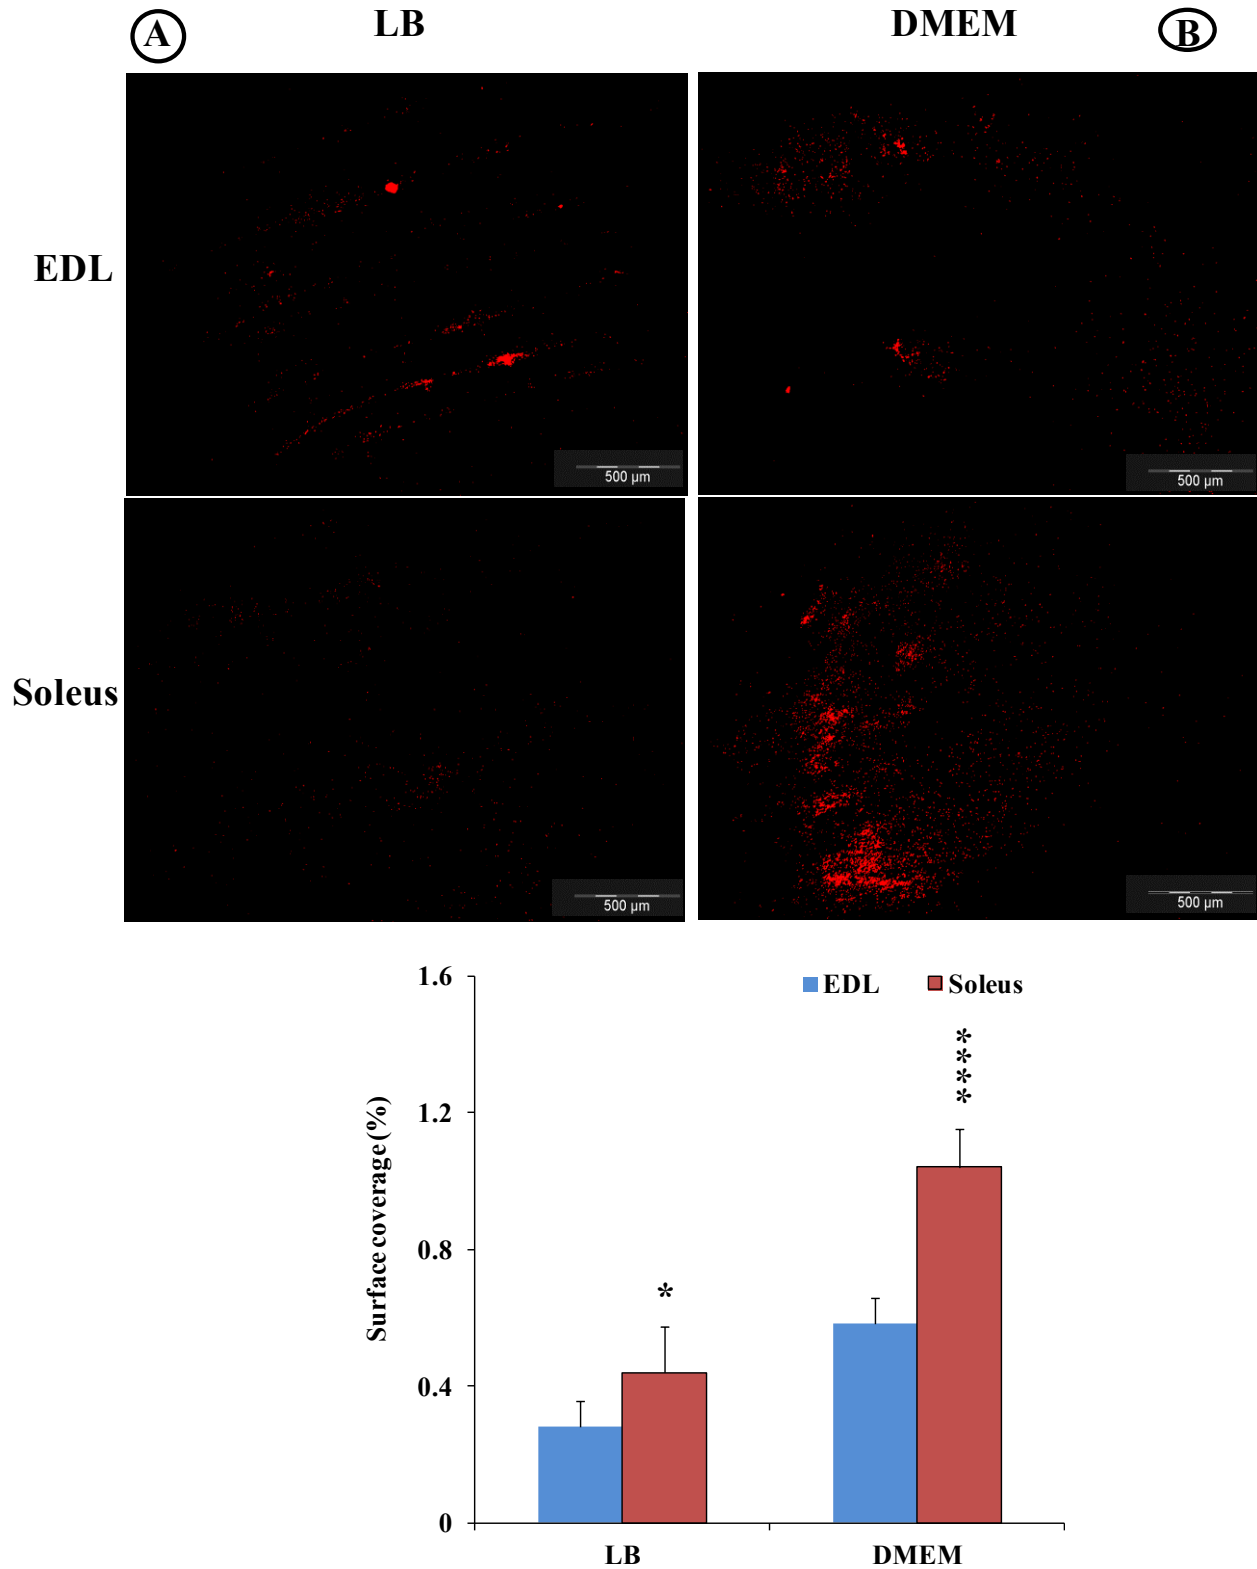 A LB DMEM B
EDL
500 µm
500 µm
Soleus
500 µm
500 µm
1.6
EDL Soleus
****
1.2
Surface coverage (%)
0.8
*
0.4
0
LB DMEM